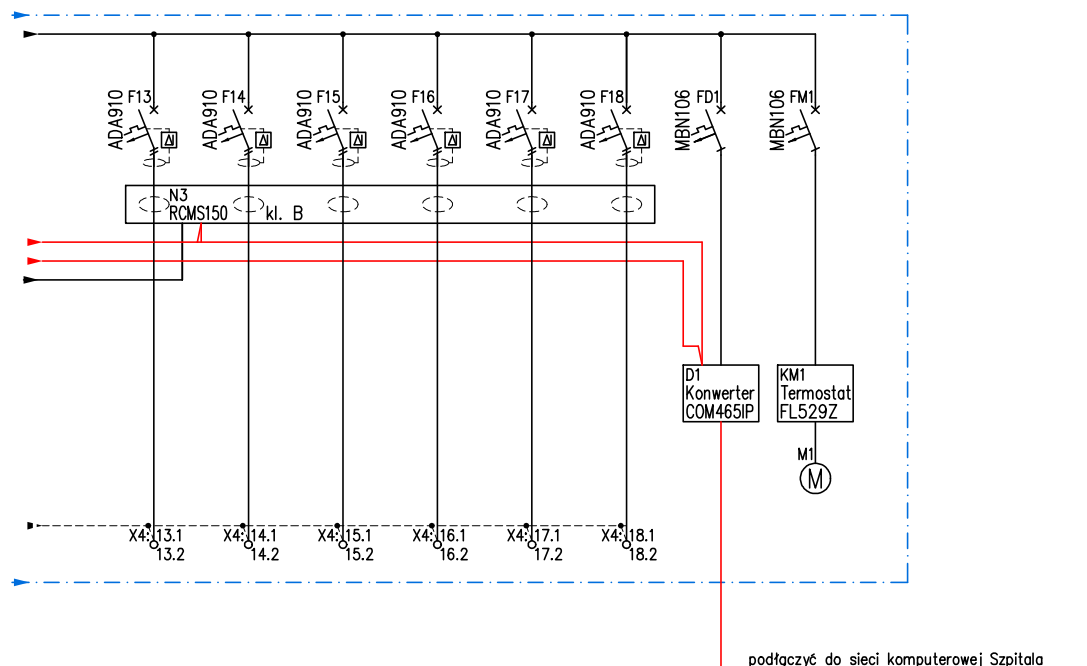 ADA910 F13
ADA910 F14
ADA910 F15
ADA910 F16
ADA910 F17
ADA910 F18
MBN106 FD1
MBN106 FM1
N3
RCMS150 kl. B
D1
Konwerter
COM465IP
KM1
Termostat
FL529Z
M1
M
X4: 13.1
13.2
X4: 14.1
14.2
X4: 15.1
15.2
X4: 16.1
16.2
X4: 17.1
17.2
X4: 18.1
18.2
podłączyć do sieci komputerowej Szpitala